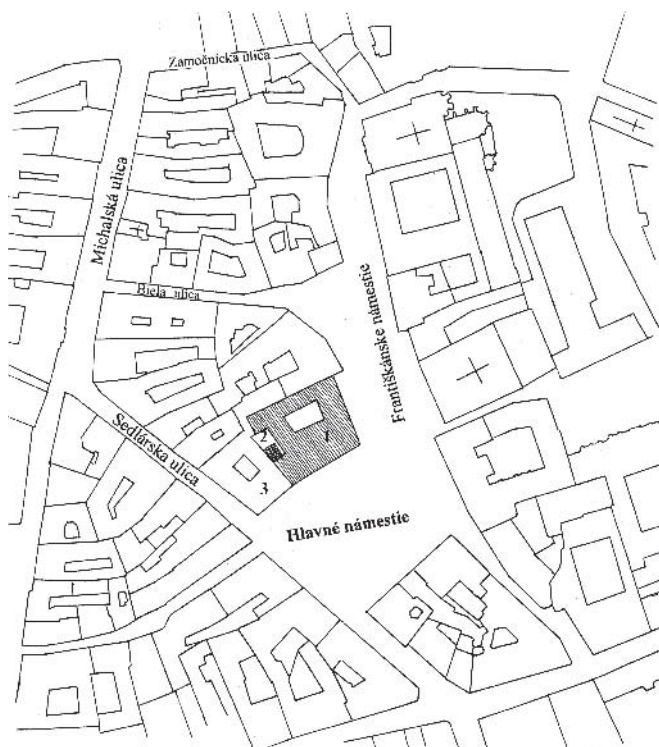 Zámočnícka ulica
Michalská ulica
Biela ulica
Františkánske námestie
Sedlárska ulica
2
1
3
Hlavné námestie